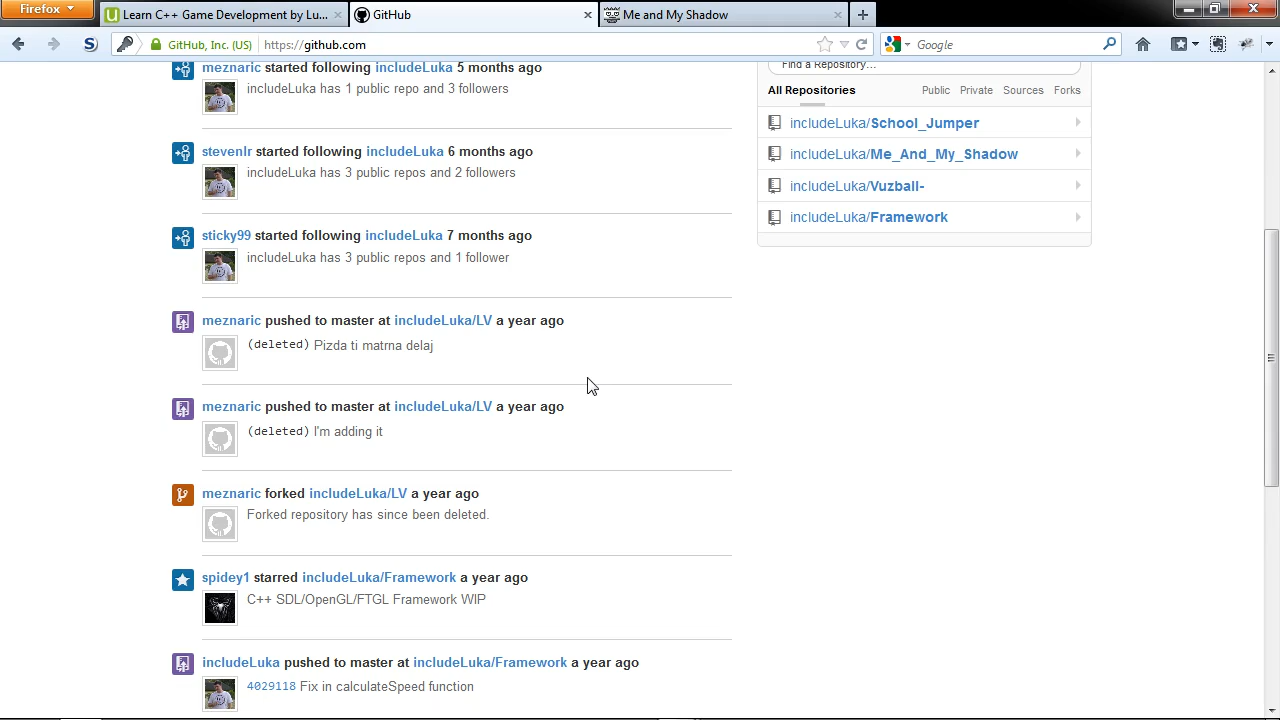 Firefox
Learn C++ Game Development by Lu...
GitHub
Me and My Shadow
GitHub, Inc. (US)
https://github.com
Google
meznaric started following includeLuka 5 months ago
includeLuka has 1 public repo and 3 followers
stevenlr started following includeLuka 6 months ago
includeLuka has 3 public repos and 2 followers
sticky99 started following includeLuka 7 months ago
includeLuka has 3 public repos and 1 follower
meznaric pushed to master at includeLuka/LV a year ago
(deleted) Pizda ti matrna delaj
meznaric pushed to master at includeLuka/LV a year ago
(deleted) I'm adding it
meznaric forked includeLuka/LV a year ago
Forked repository has since been deleted.
spidey1 starred includeLuka/Framework a year ago
C++ SDL/OpenGL/FTGL Framework WIP
includeLuka pushed to master at includeLuka/Framework a year ago
4029118 Fix in calculateSpeed function
Find a Repository...
All Repositories Public Private Sources Forks
includeLuka/School_Jumper
includeLuka/Me_And_My_Shadow
includeLuka/Vuzball-
includeLuka/Framework